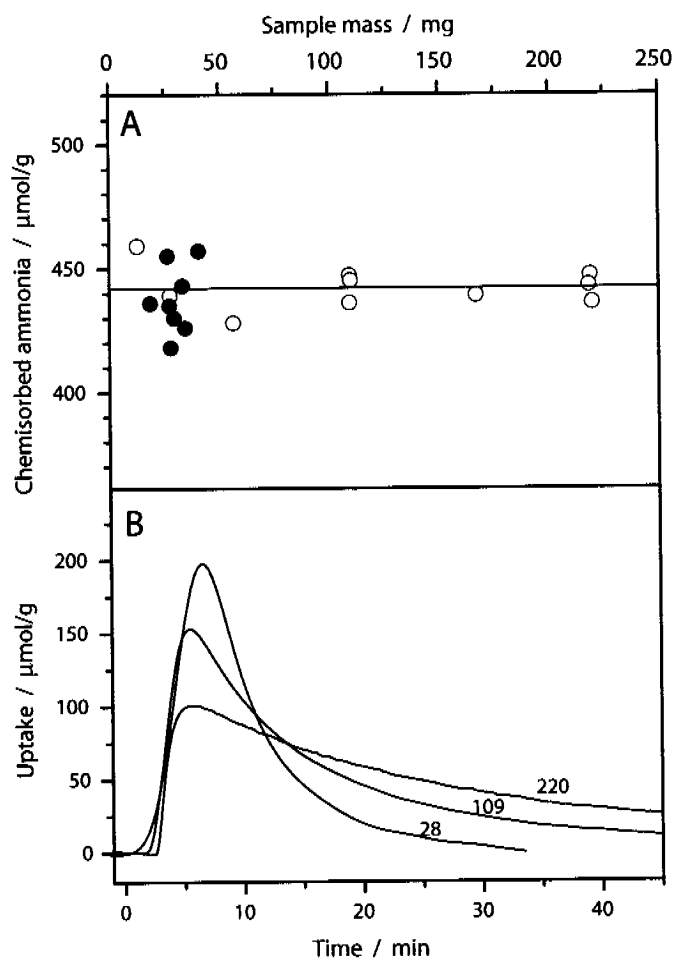 Sample mass / mg
0 50 100 150 200 250
A
500
450
400
Chemisorbed ammonia / μmol/g
B
200
150
100
50
0
Uptake / μmol/g
220
109
28
0 10 20 30 40
Time / min